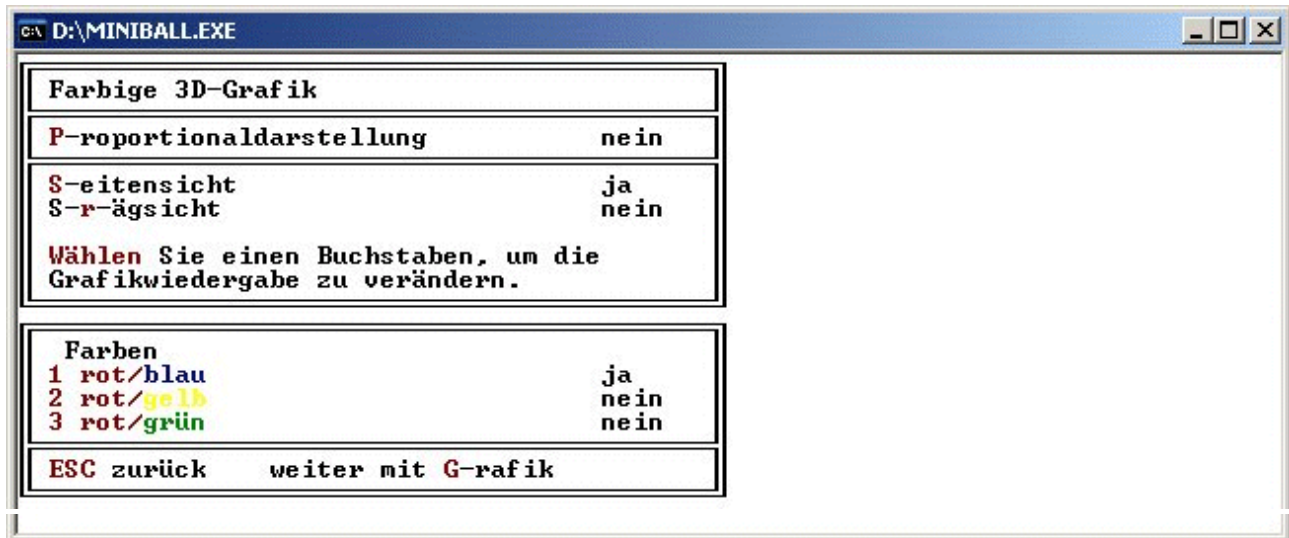 D:\MINIBALL.EXE
Farbige 3D-Grafik
P-roportionaldarstellung nein
S-eitensicht ja
S-r-ägsicht nein
Wählen Sie einen Buchstaben, um die
Grafikwiedergabe zu verändern.
Farben
1 rot/blau ja
2 rot/gelb nein
3 rot/grün nein
ESC zurück weiter mit G-rafik